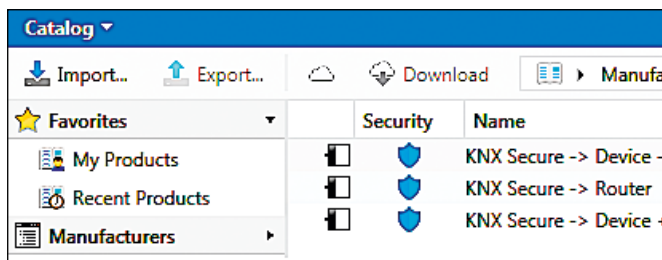 Catalog
Import... Export... Download
Favorites Security Name
My Products KNX Secure -> Device
Recent Products KNX Secure -> Router
Manufacturers KNX Secure -> Device